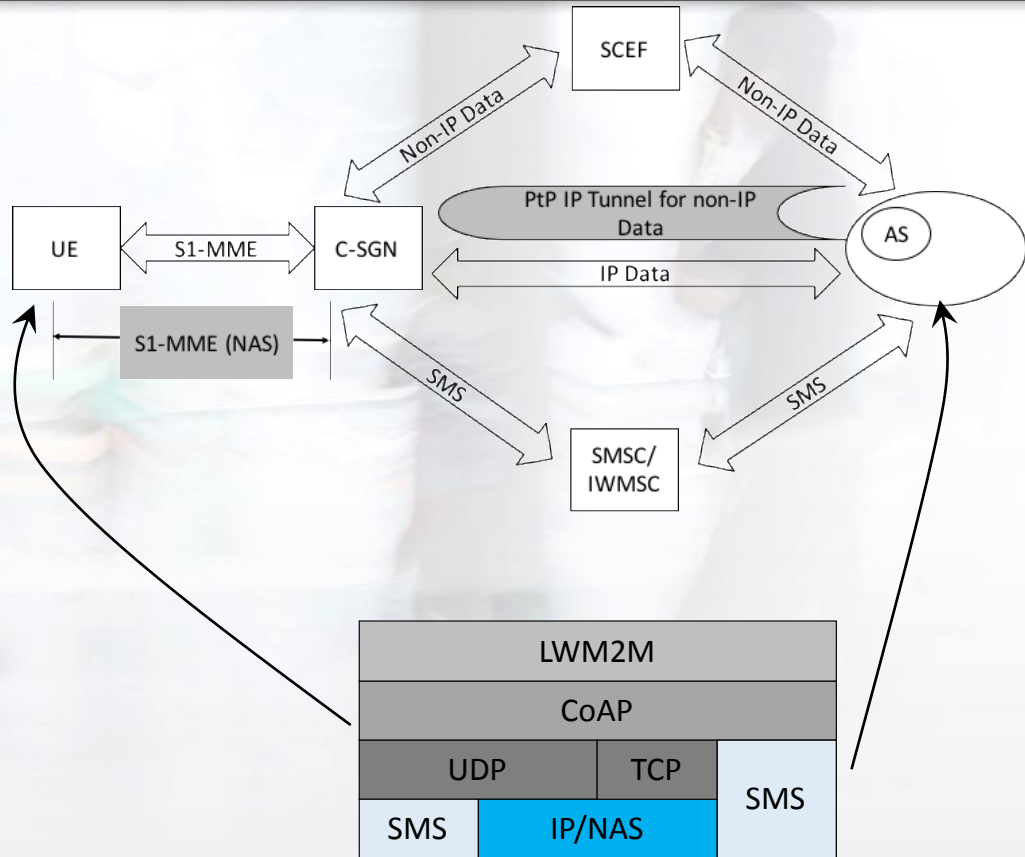 SCEF
Non-IP Data
Non-IP Data
PtP IP Tunnel for non-IP
Data
UE
S1-MME
C-SGN
AS
IP Data
S1-MME (NAS)
SMS
SMS
SMSC/
IWMSC
LWM2M
CoAP
UDP
TCP
SMS
SMS
IP/NAS